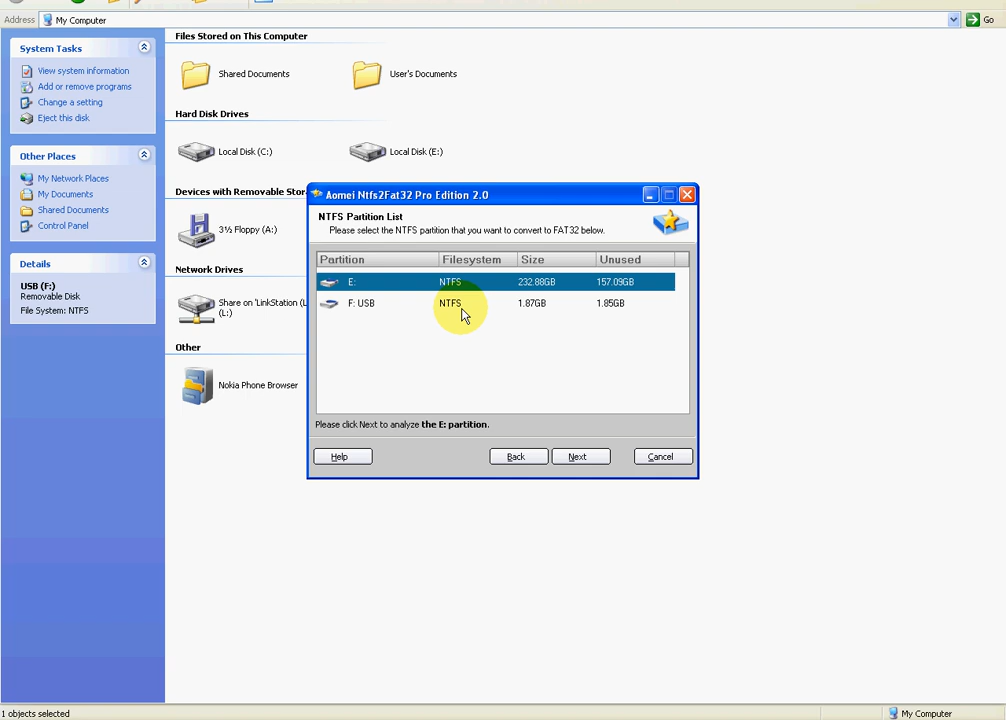 Address My Computer Go
System Tasks
View system information
Add or remove programs
Change a setting
Eject this disk
Other Places
My Network Places
My Documents
Shared Documents
Control Panel
Details
USB (F:)
Removable Disk
File System: NTFS
Files Stored on This Computer
Shared Documents
User's Documents
Hard Disk Drives
Local Disk (C:)
Local Disk (E:)
Devices with Removable Stor
3½ Floppy (A:)
Network Drives
Share on 'LinkStation (L
(L:)
Other
Nokia Phone Browser
Aomei Ntfs2Fat32 Pro Edition 2.0
NTFS Partition List
Please select the NTFS partition that you want to convert to FAT32 below.
Partition Filesystem Size Unused
E: NTFS 232.88GB 157.09GB
F: USB NTFS 1.87GB 1.85GB
Please click Next to analyze the E: partition.
Help Back Next Cancel
1 objects selected My Computer